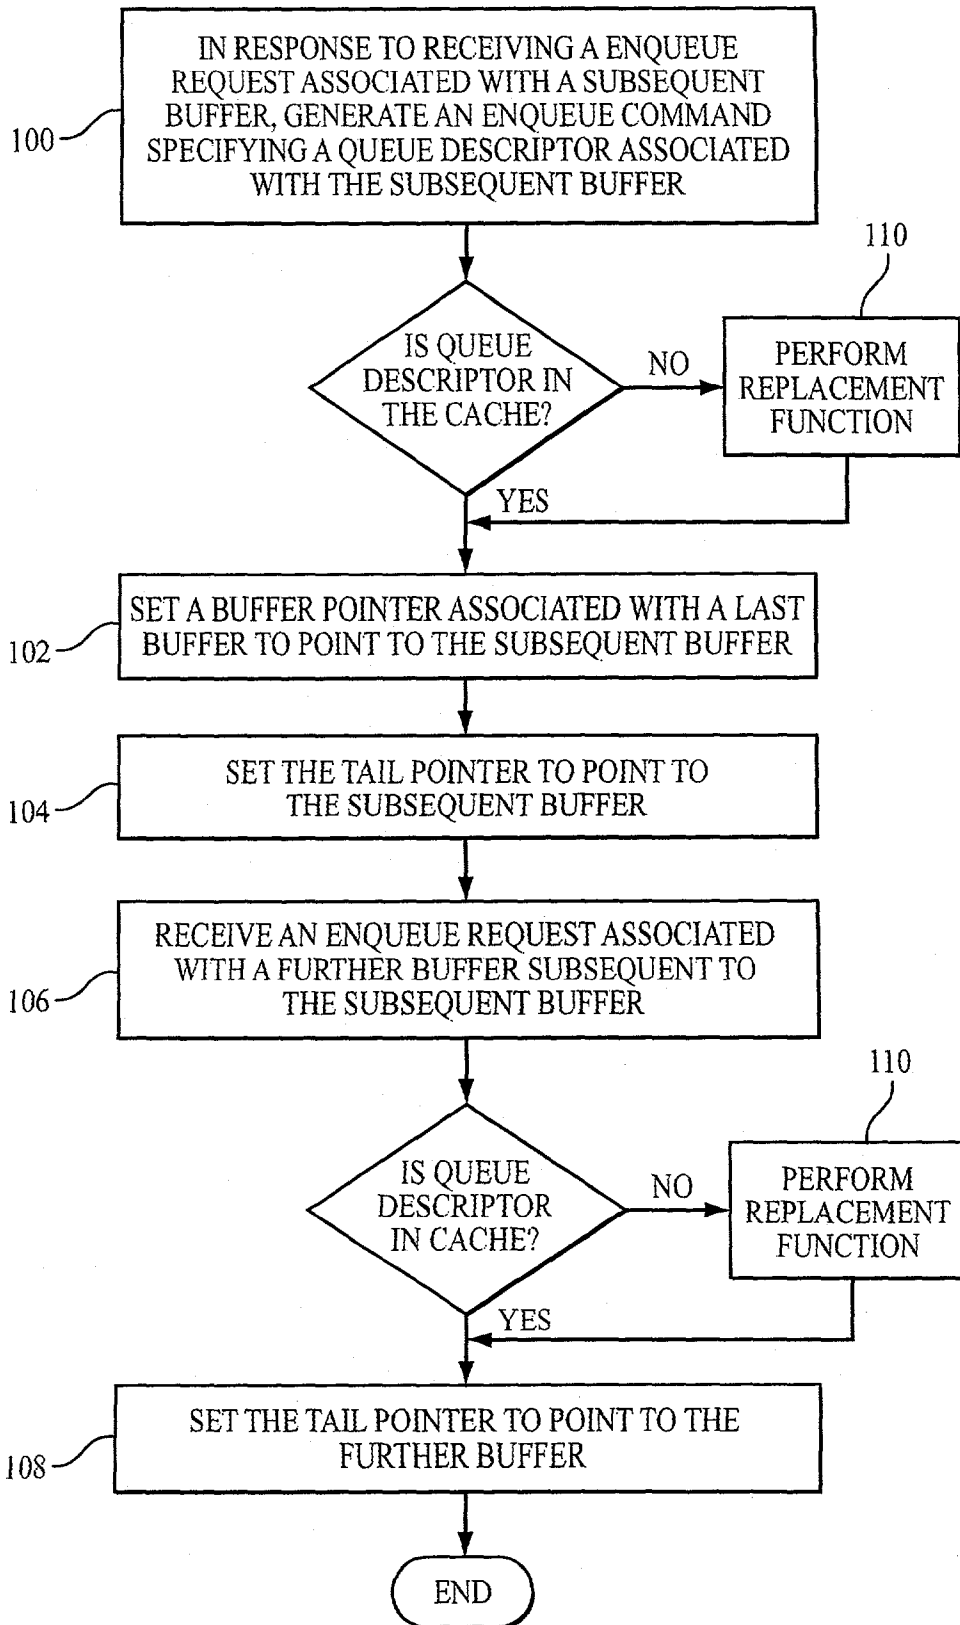 IN RESPONSE TO RECEIVING A ENQUEUE
REQUEST ASSOCIATED WITH A SUBSEQUENT
BUFFER, GENERATE AN ENQUEUE COMMAND
SPECIFYING A QUEUE DESCRIPTOR ASSOCIATED
WITH THE SUBSEQUENT BUFFER
100
110
IS QUEUE
DESCRIPTOR IN
THE CACHE?
NO
PERFORM
REPLACEMENT
FUNCTION
YES
SET A BUFFER POINTER ASSOCIATED WITH A LAST
BUFFER TO POINT TO THE SUBSEQUENT BUFFER
102
SET THE TAIL POINTER TO POINT TO
THE SUBSEQUENT BUFFER
104
RECEIVE AN ENQUEUE REQUEST ASSOCIATED
WITH A FURTHER BUFFER SUBSEQUENT TO
THE SUBSEQUENT BUFFER
106
110
IS QUEUE
DESCRIPTOR
IN CACHE?
NO
PERFORM
REPLACEMENT
FUNCTION
YES
SET THE TAIL POINTER TO POINT TO THE
FURTHER BUFFER
108
END